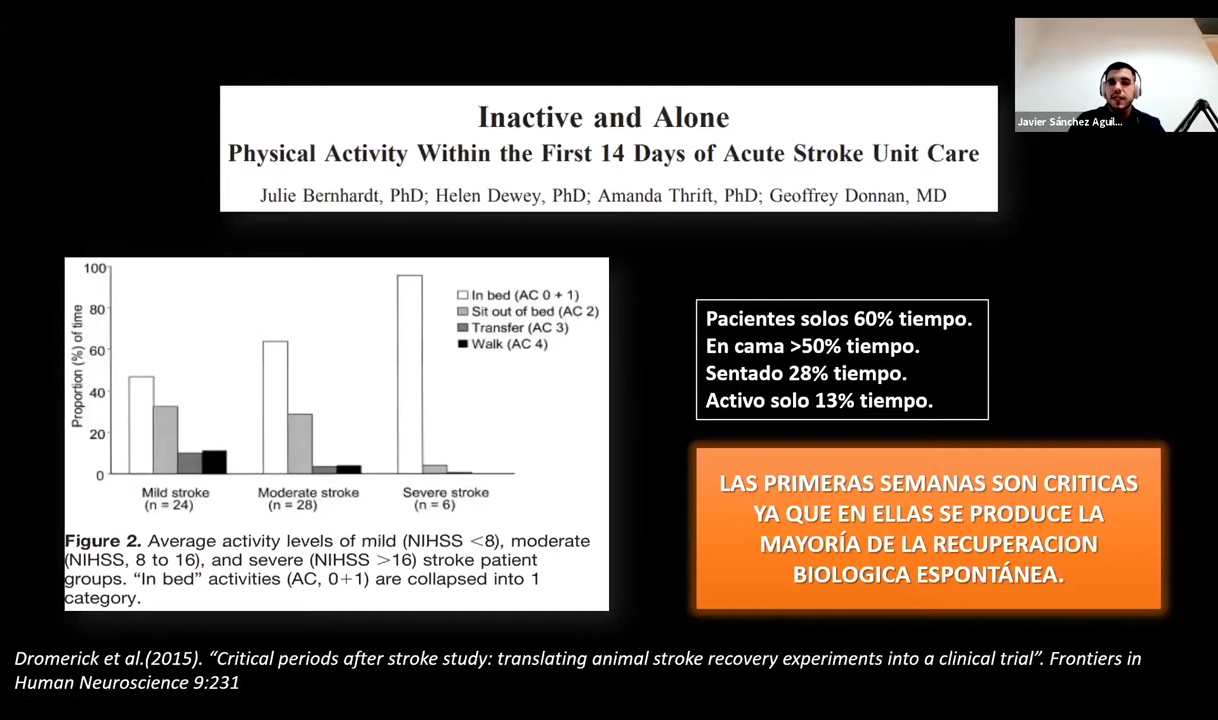 Javier Sánchez Aguil...
Inactive and Alone
Physical Activity Within the First 14 Days of Acute Stroke Unit Care
Julie Bernhardt, PhD; Helen Dewey, PhD; Amanda Thrift, PhD; Geoffrey Donnan, MD
Proportion (%) of time
100
80
60
40
20
0
In bed (AC 0 + 1)
Sit out of bed (AC 2)
Transfer (AC 3)
Walk (AC 4)
Mild stroke
(n = 24)
Moderate stroke
(n = 28)
Severe stroke
(n = 6)
Figure 2. Average activity levels of mild (NIHSS <8), moderate
(NIHSS, 8 to 16), and severe (NIHSS >16) stroke patient
groups. “In bed” activities (AC, 0+1) are collapsed into 1
category.
Pacientes solos 60% tiempo.
En cama >50% tiempo.
Sentado 28% tiempo.
Activo solo 13% tiempo.
LAS PRIMERAS SEMANAS SON CRITICAS
YA QUE EN ELLAS SE PRODUCE LA
MAYORÍA DE LA RECUPERACION
BIOLOGICA ESPONTÁNEA.
Dromerick et al.(2015). “Critical periods after stroke study: translating animal stroke recovery experiments into a clinical trial”. Frontiers in
Human Neuroscience 9:231